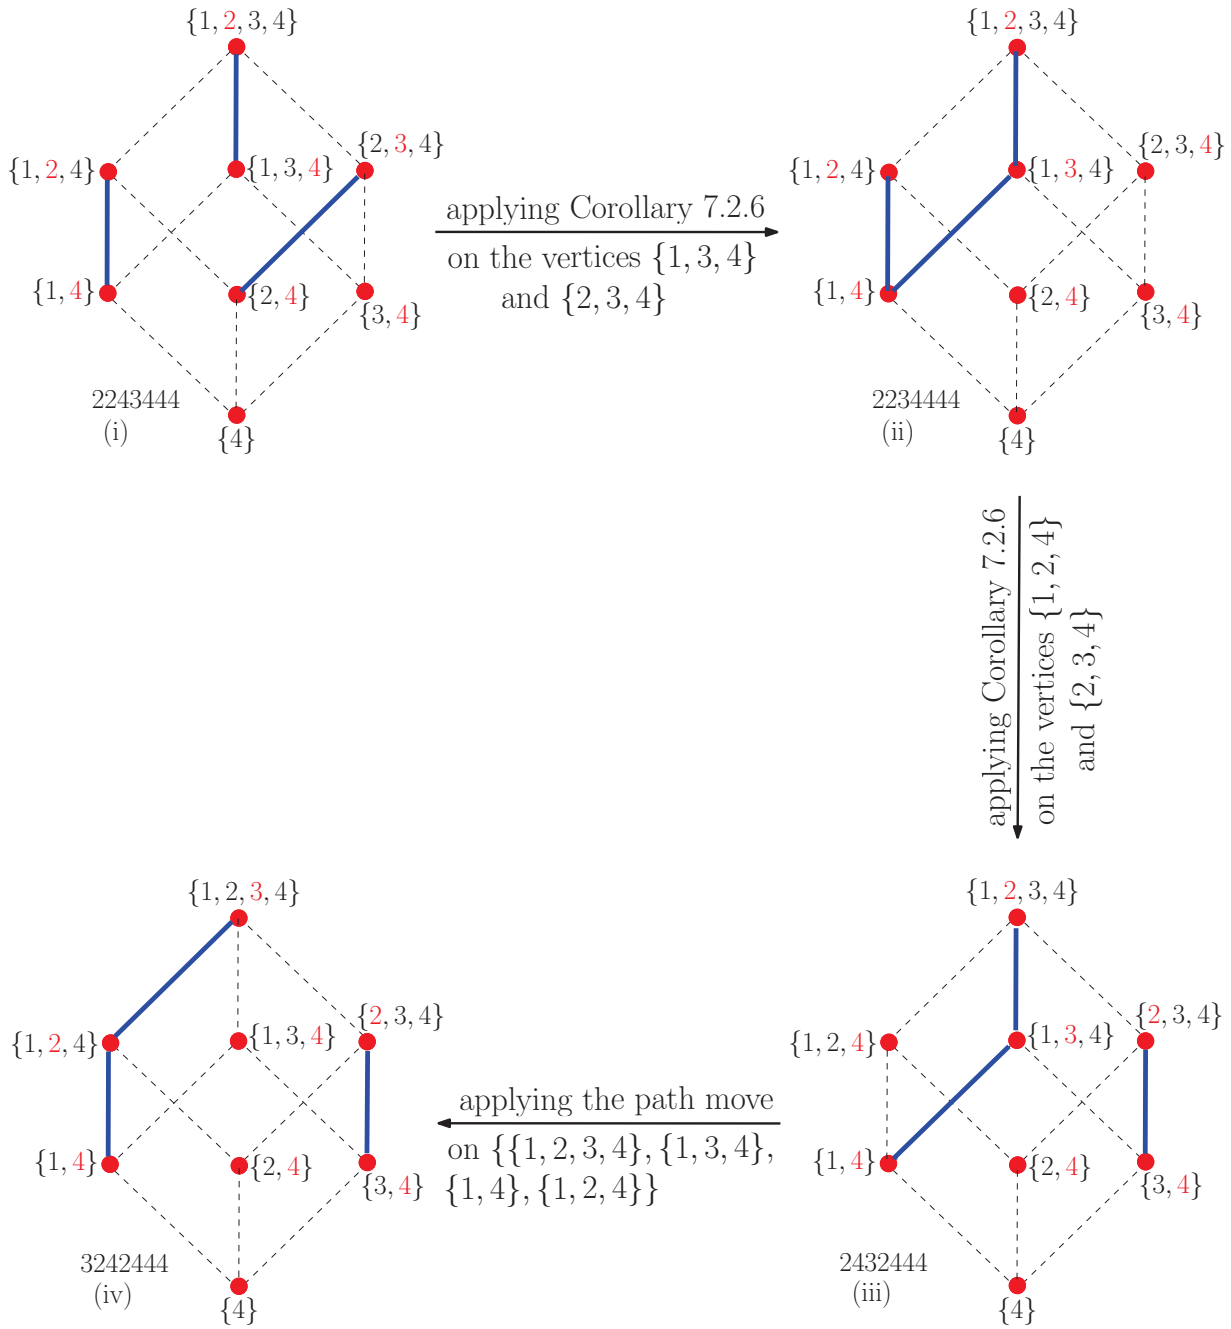 {1, 2, 3, 4}
{1, 2, 4}
{1, 3, 4}
{2, 3, 4}
{1, 4}
{2, 4}
{3, 4}
2243444
(i)
{4}
applying Corollary 7.2.6
on the vertices {1, 3, 4}
and {2, 3, 4}
{1, 2, 3, 4}
{1, 2, 4}
{1, 3, 4}
{2, 3, 4}
{1, 4}
{2, 4}
{3, 4}
2234444
(ii)
{4}
applying Corollary 7.2.6
on the vertices {1, 2, 4}
and {2, 3, 4}
{1, 2, 3, 4}
{1, 2, 4}
{1, 3, 4}
{2, 3, 4}
{1, 4}
{2, 4}
{3, 4}
2432444
(iii)
{4}
applying the path move
on {{1, 2, 3, 4}, {1, 3, 4},
{1, 4}, {1, 2, 4}}
{1, 2, 3, 4}
{1, 2, 4}
{1, 3, 4}
{2, 3, 4}
{1, 4}
{2, 4}
{3, 4}
3242444
(iv)
{4}